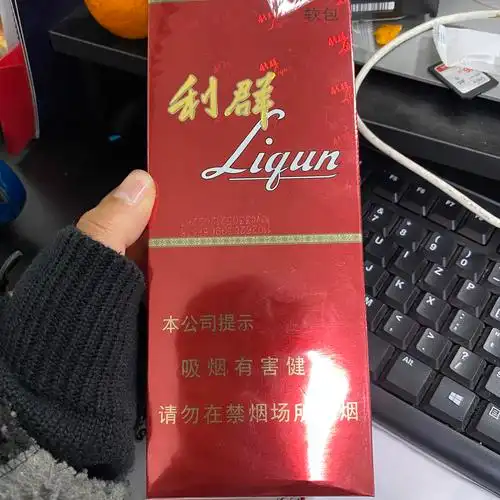 软包
利群
Liqun
本公司提示
吸烟有害健
请勿在禁烟场所 烟